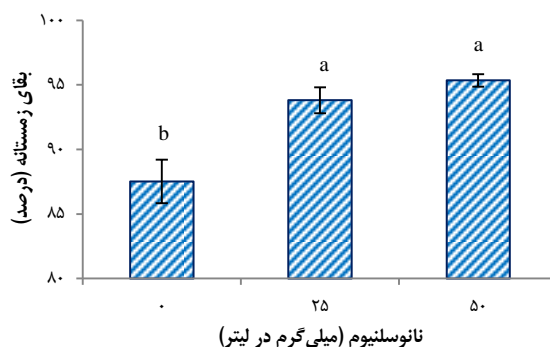 ۱۰۰
۹۵
۹۰
۸۵
۸۰
بقای زمستانه (درصد)
b
a
a
۰ ۲۵ ۵۰
نانوسلنیوم (میلی‌گرم در لیتر)